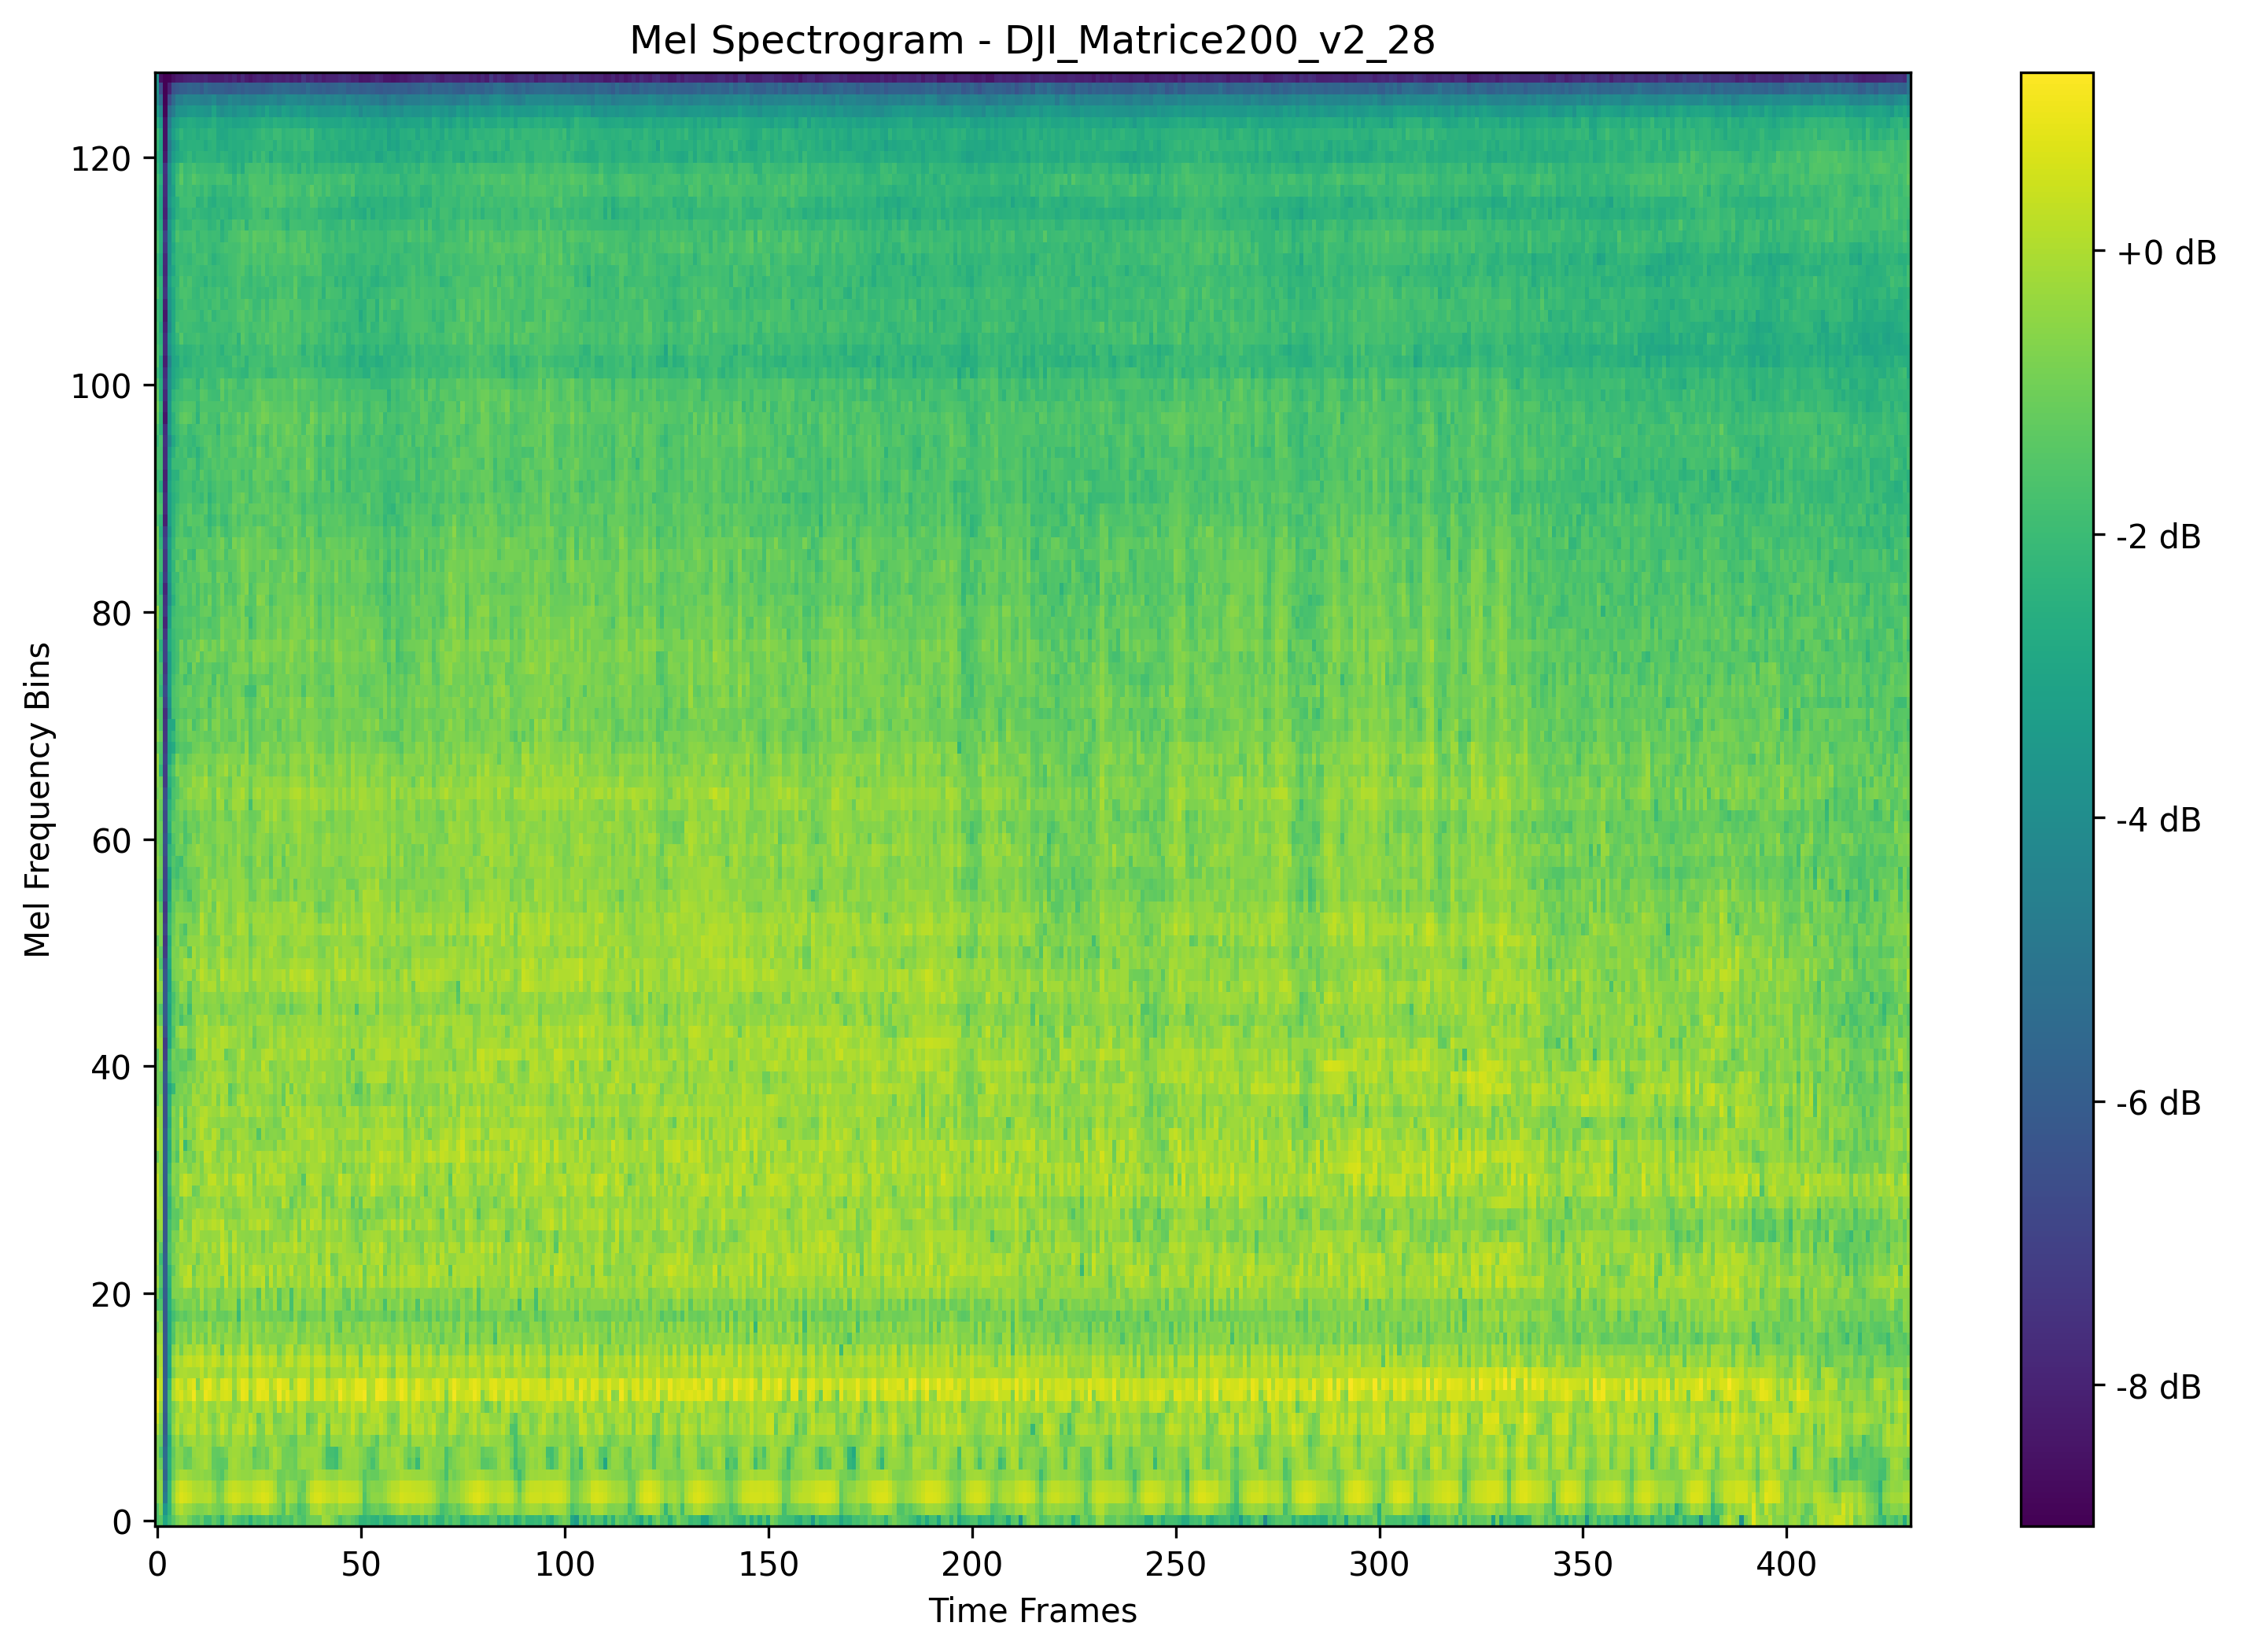 Mel Spectrogram - DJI_Matrice200_v2_28
Mel Frequency Bins
120
100
80
60
40
20
0
0 50 100 150 200 250 300 350 400
Time Frames
+0 dB
-2 dB
-4 dB
-6 dB
-8 dB